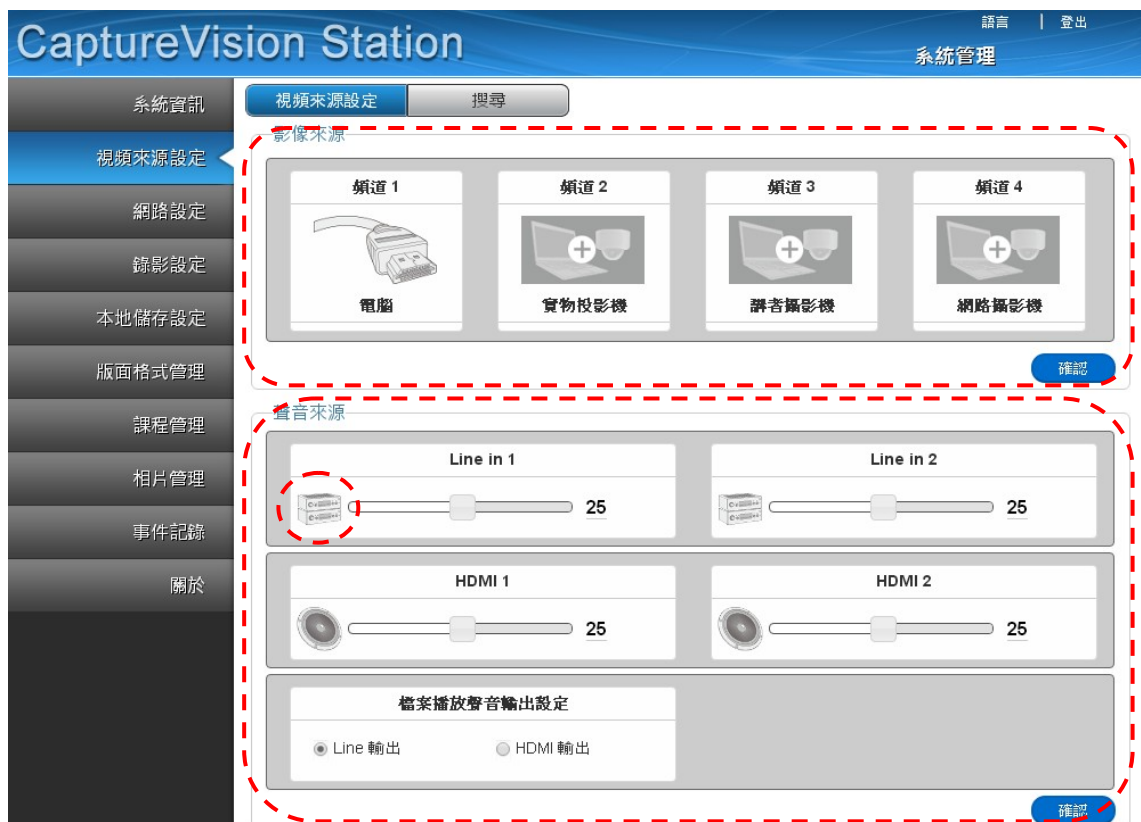 CaptureVision Station
語言 | 登出
系統管理
系統資訊
視頻來源設定
網路設定
錄影設定
本地儲存設定
版面格式管理
課程管理
相片管理
事件記錄
關於
視頻來源設定 搜尋
影像來源
頻道 1 頻道 2 頻道 3 頻道 4
電腦 實物投影機 講者攝影機 網路攝影機
確認
聲音來源
Line in 1 Line in 2
25 25
HDMI 1 HDMI 2
25 25
檔案播放聲音輸出設定
Line 輸出 HDMI 輸出
確認